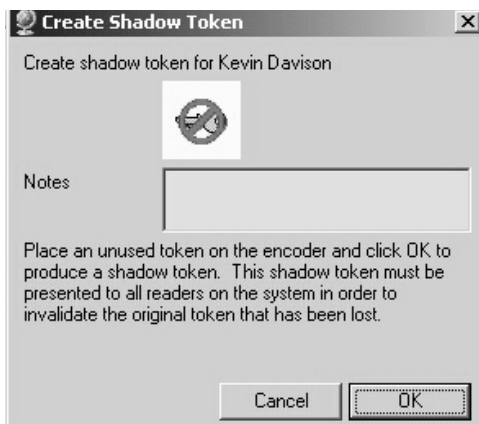 Create Shadow Token
Create shadow token for Kevin Davison
Notes
Place an unused token on the encoder and click OK to
produce a shadow token. This shadow token must be
presented to all readers on the system in order to
invalidate the original token that has been lost.
Cancel OK